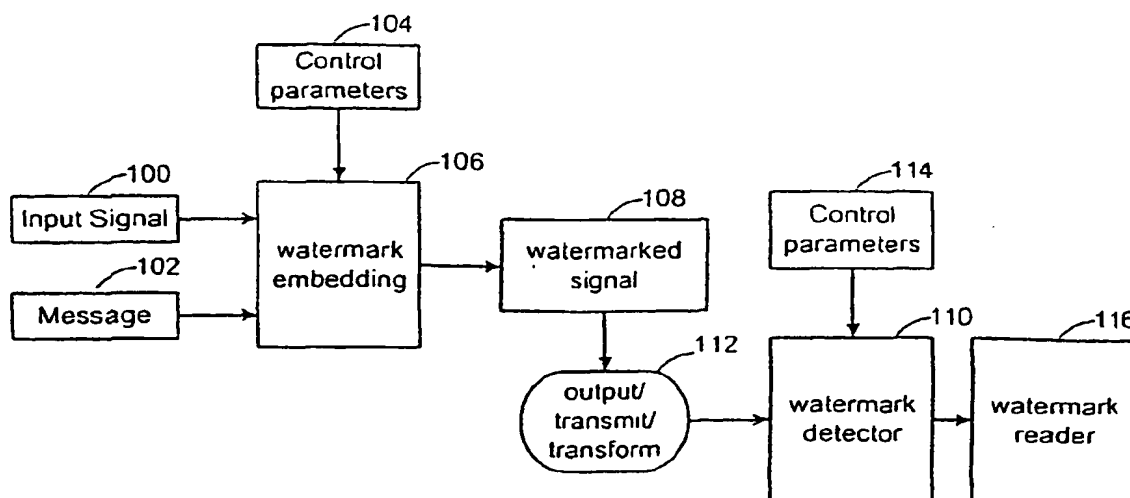 104
Control
parameters
100
Input Signal
102
Message
106
watermark
embedding
108
watermarked
signal
112
output/
transmit/
transform
114
Control
parameters
110
watermark
detector
116
watermark
reader